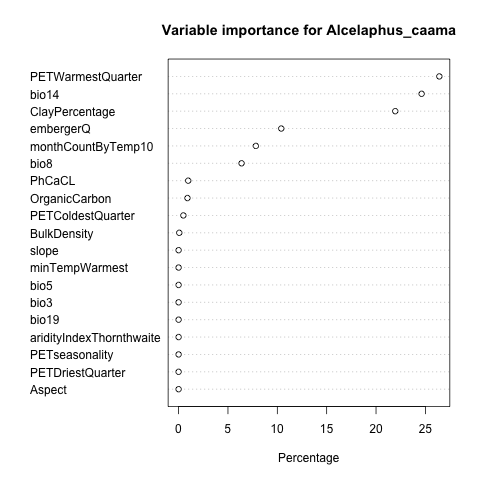 Variable importance for Alcelaphus_caama
PETWarmestQuarter
bio14
ClayPercentage
embergerQ
monthCountByTemp10
bio8
PhCaCL
OrganicCarbon
PETColdestQuarter
BulkDensity
slope
minTempWarmest
bio5
bio3
bio19
aridityIndexThornthwaite
PETseasonality
PETDriestQuarter
Aspect
0 5 10 15 20 25
Percentage